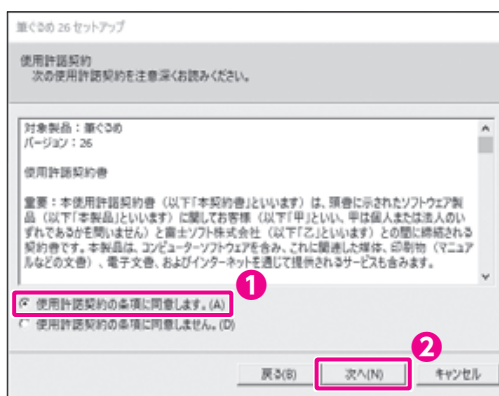 筆ぐるめ 26 セットアップ
使用許諾契約
次の使用許諾契約を注意深くお読みください。
対象製品：筆ぐるめ
バージョン：26
使用許諾契約書
重要：本使用許諾契約書（以下「本契約書」といいます）は、頭書に示されたソフトウェア製
品（以下「本製品」といいます）に関してお客様（以下「甲」といい、甲は個人または法人のい
ずれであるかを問いません）と富士ソフト株式会社（以下「乙」といいます）との間に締結される
契約書です。本製品は、コンピューターソフトウェアを含み、これに関連した媒体、印刷物（マニュア
ルなどの文書）、電子文書、およびインターネットを通じて提供されるサービスも含みます。
1
使用許諾契約の条項に同意します。(A)
使用許諾契約の条項に同意しません。(D)
2
戻る(B) 次へ(N) キャンセル